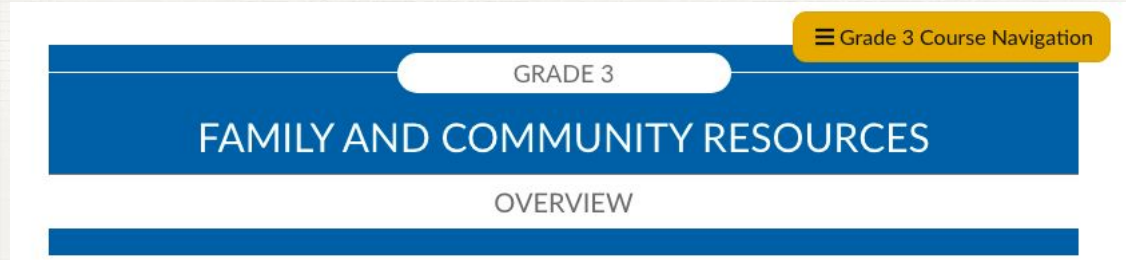 Grade 3 Course Navigation
GRADE 3
FAMILY AND COMMUNITY RESOURCES
OVERVIEW